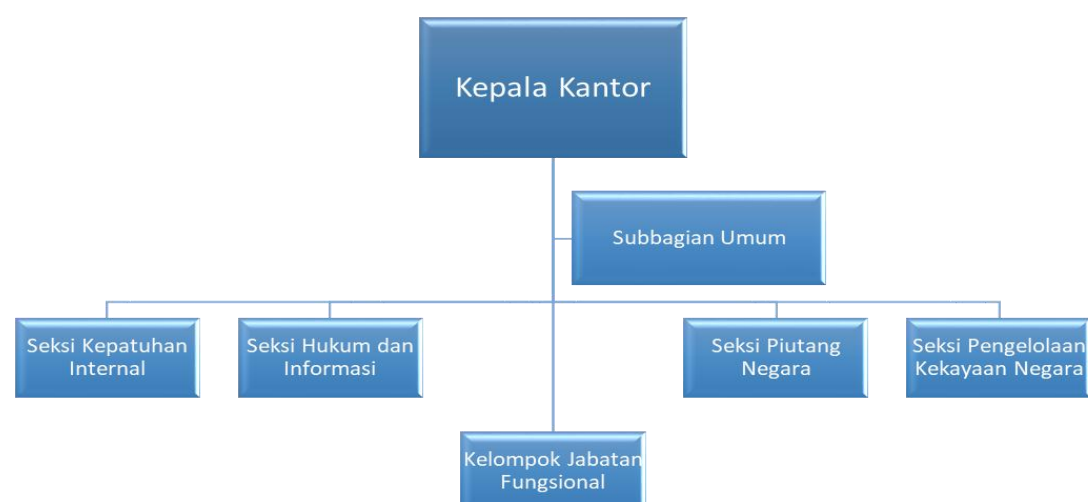 Kepala Kantor
Subbagian Umum
Seksi Kepatuhan
Internal
Seksi Hukum dan
Informasi
Seksi Piutang
Negara
Seksi Pengelolaan
Kekayaan Negara
Kelompok Jabatan
Fungsional